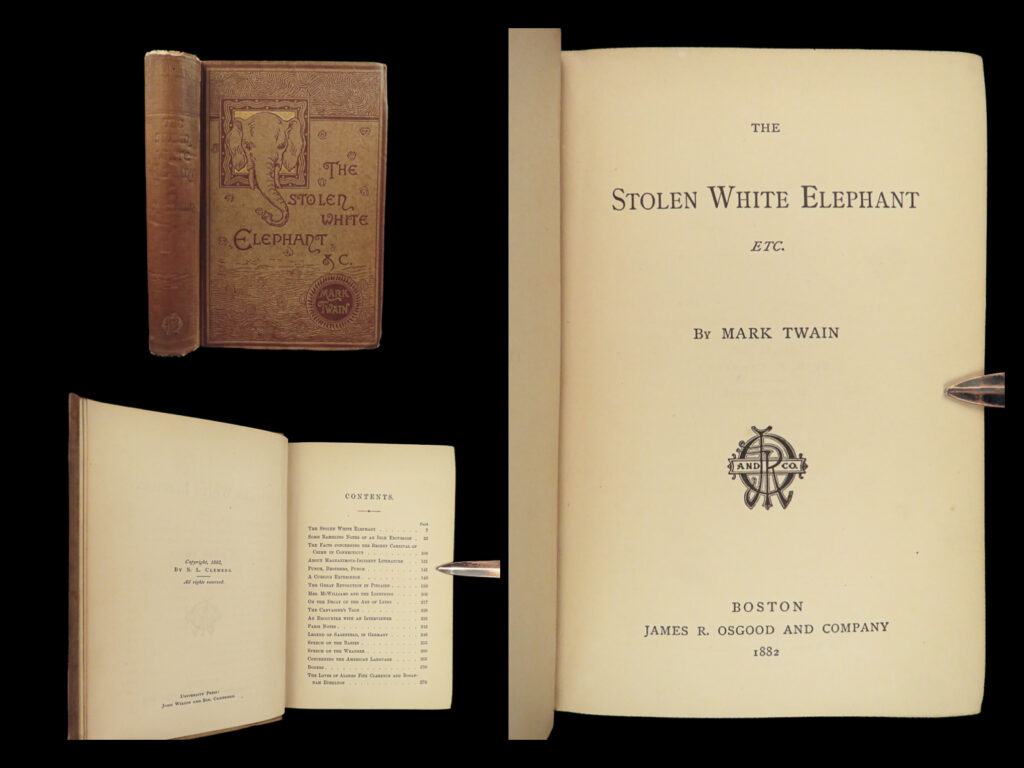 THE
STOLEN
WHITE
ELEPHANT
& C.
MARK
TWAIN
THE
STOLEN WHITE ELEPHANT
ETC.
BY MARK TWAIN
AND CO.
BOSTON
JAMES R. OSGOOD AND COMPANY
1882
Copyright, 1882,
BY S. L. CLEMENS.
All rights reserved.
UNIVERSITY PRESS:
JOHN WILSON AND SON, CAMBRIDGE.
CONTENTS.
PAGE
THE STOLEN WHITE ELEPHANT . . . . . . . 7
SOME RAMBLING NOTES OF AN IDLE EXCURSION .
THE FACTS CONCERNING THE RECENT CARNIVAL OF
CRIME IN CONNECTICUT . . . . . . . .
ABOUT MAGNANIMOUS-INCIDENT LITERATURE . .
PUNCH, BROTHERS, PUNCH . . . . . . . .
A CURIOUS EXPERIENCE . . . . . . . .
THE GREAT REVOLUTION IN PITCAIRN . . . .
MRS. MCWILLIAMS AND THE LIGHTNING . . . .
ON THE DECAY OF THE ART OF LYING . . . .
THE CANVASSER'S TALE . . . . . . . .
AN ENCOUNTER WITH AN INTERVIEWER . . . .
PARIS NOTES . . . . . . . .
LEGEND OF SAGENFELD, IN GERMANY . . . .
SPEECH ON THE BABIES . . . . . . . .
SPEECH ON THE WEATHER . . . . . . . .
CONCERNING THE AMERICAN LANGUAGE . . . .
ROGERS . . . . . . . .
THE LOVES OF ALONZO FITZ CLARENCE AND ROSAN-
NAH ETHELTON . . . . . . . .